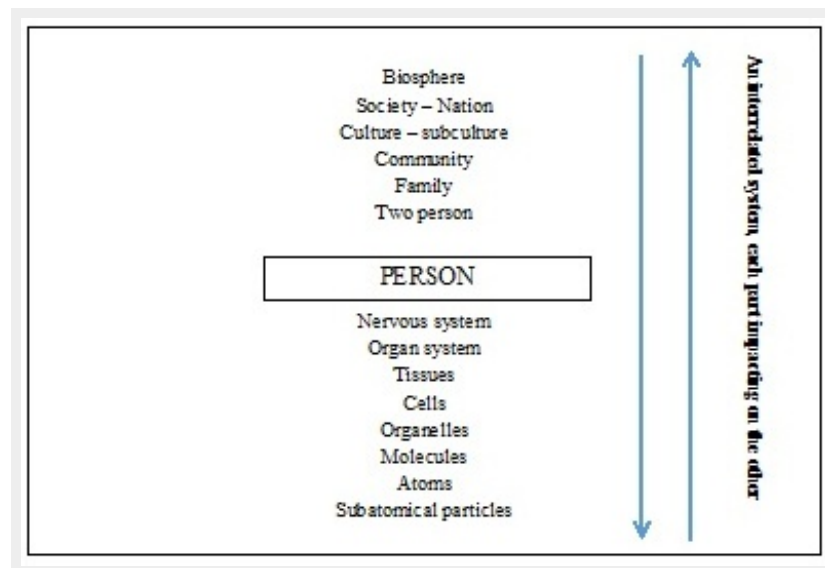 Biosphere
Society – Nation
Culture – subculture
Community
Family
Two person
PERSON
Nervous system
Organ system
Tissues
Cells
Organelles
Molecules
Atoms
Subatomical particles
An interrelated system, each part impacting on the other